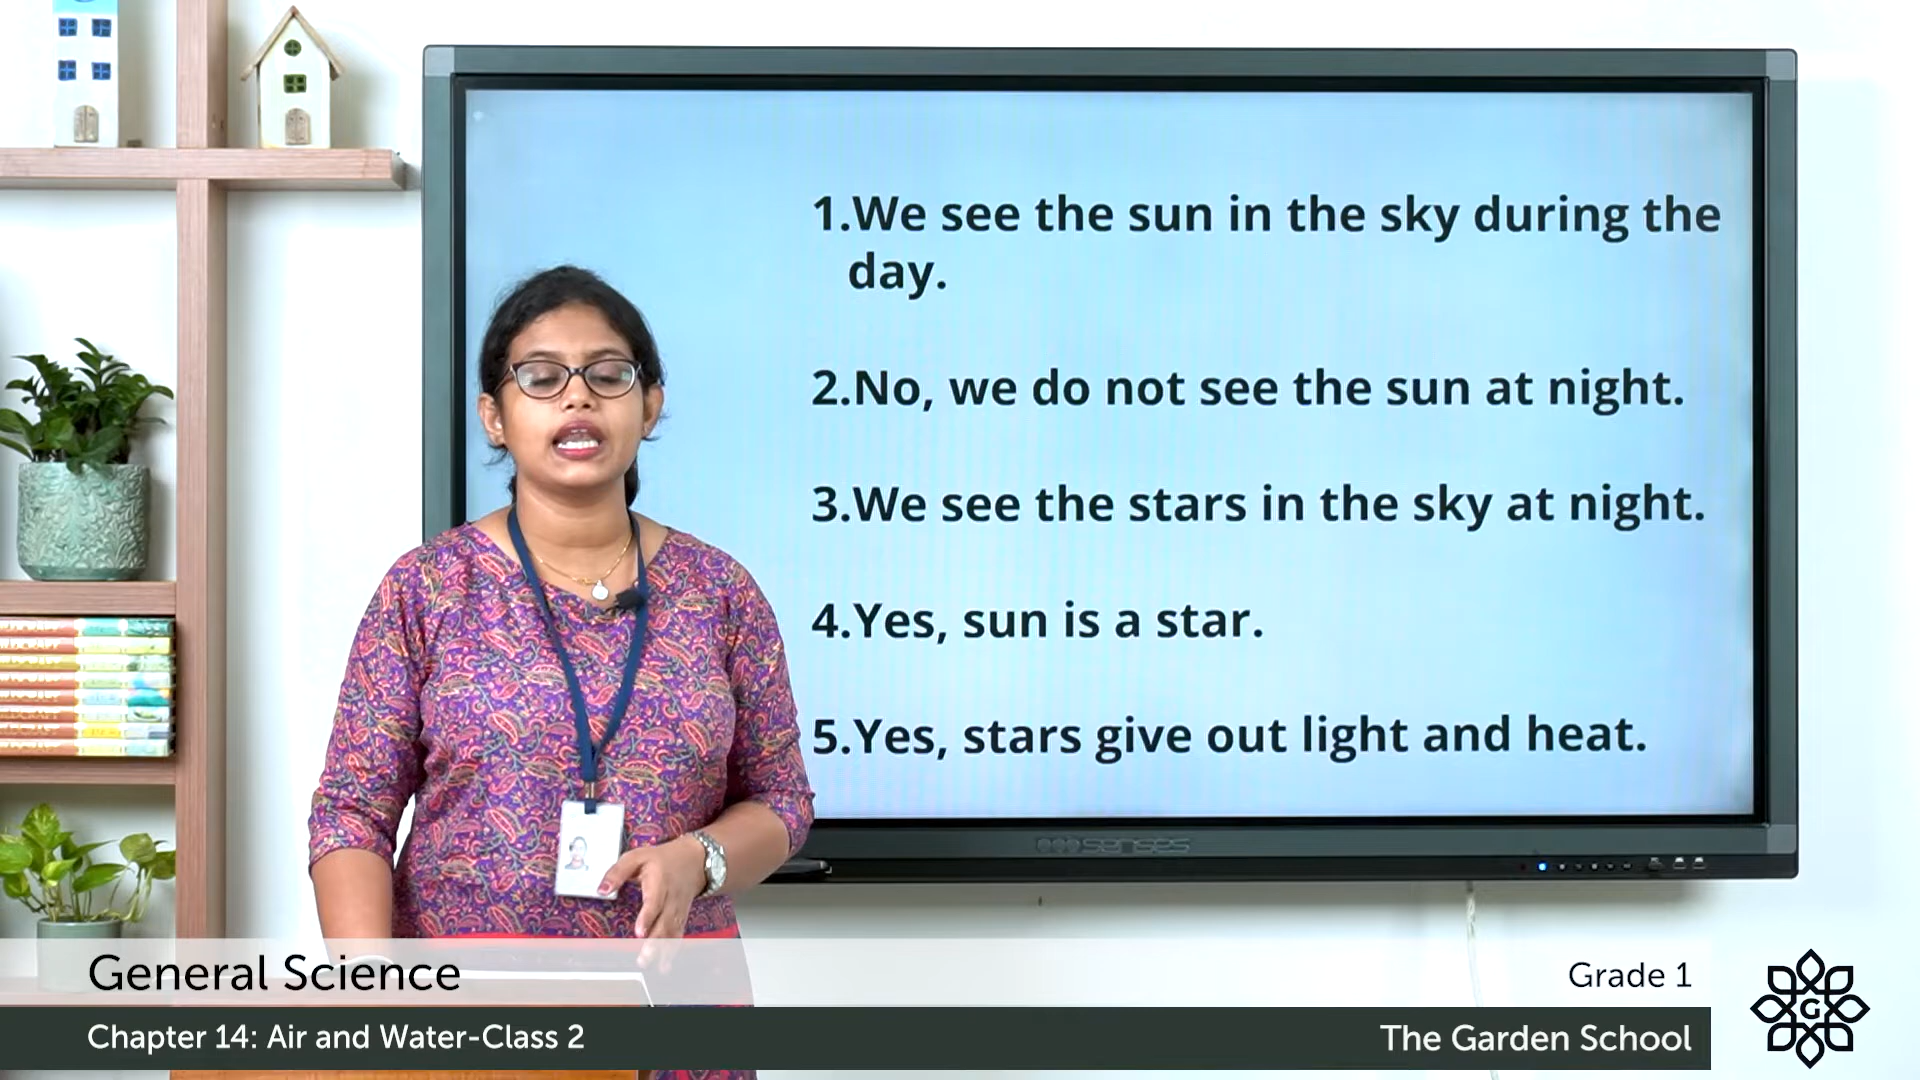 1.We see the sun in the sky during the
day.
2.No, we do not see the sun at night.
3.We see the stars in the sky at night.
4.Yes, sun is a star.
5.Yes, stars give out light and heat.
senses
General Science
Grade 1
Chapter 14: Air and Water-Class 2
The Garden School
G